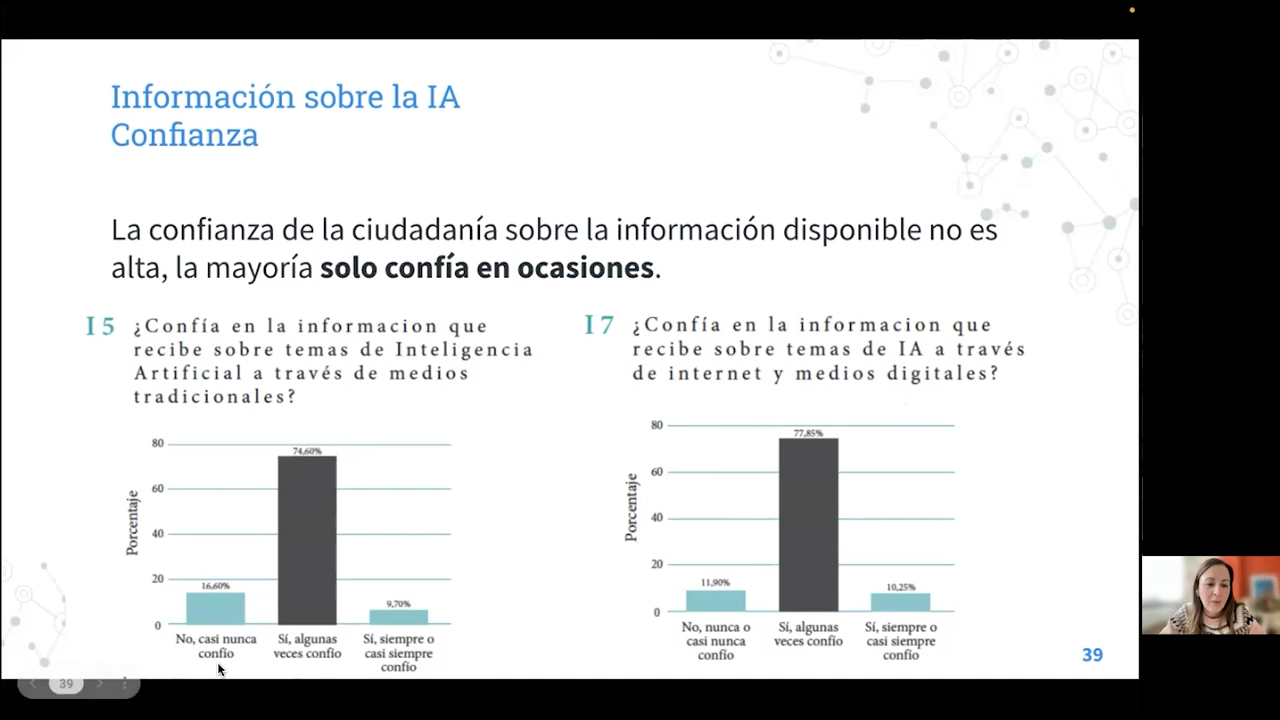 Información sobre la IA
Confianza
La confianza de la ciudadanía sobre la información disponible no es
alta, la mayoría solo confía en ocasiones.
I 5 ¿Confía en la informacion que
recibe sobre temas de Inteligencia
Artificial a través de medios
tradicionales?
Porcentaje
80
60
40
20
0
16,60%
74,60%
9,70%
No, casi nunca
confío
Sí, algunas
veces confío
Sí, siempre o
casi siempre
confío
I 7 ¿Confía en la informacion que
recibe sobre temas de IA a través
de internet y medios digitales?
Porcentaje
80
60
40
20
0
11,90%
77,85%
10,25%
No, nunca o
casi nunca
confío
Sí, algunas
veces confío
Sí, siempre o
casi siempre
confío
39
39